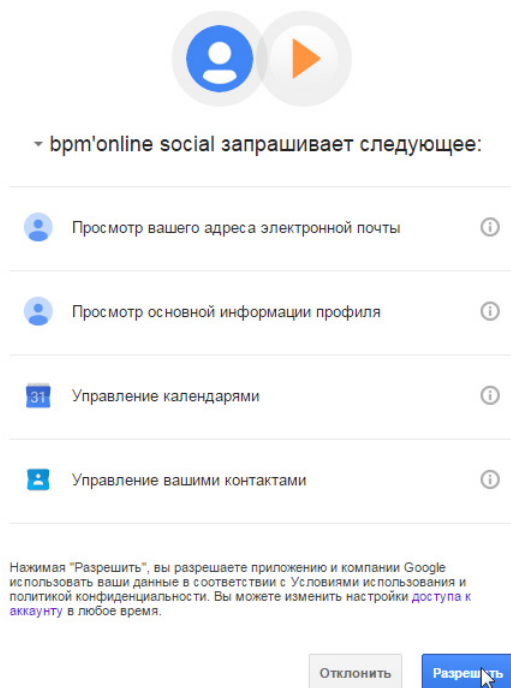 bpm'online social запрашивает следующее:
Просмотр вашего адреса электронной почты
Просмотр основной информации профиля
31 Управление календарями
Управление вашими контактами
Нажимая "Разрешить", вы разрешаете приложению и компании Google
использовать ваши данные в соответствии с Условиями использования и
политикой конфиденциальности. Вы можете изменить настройки доступа к
аккаунту в любое время.
Отклонить Разрешить